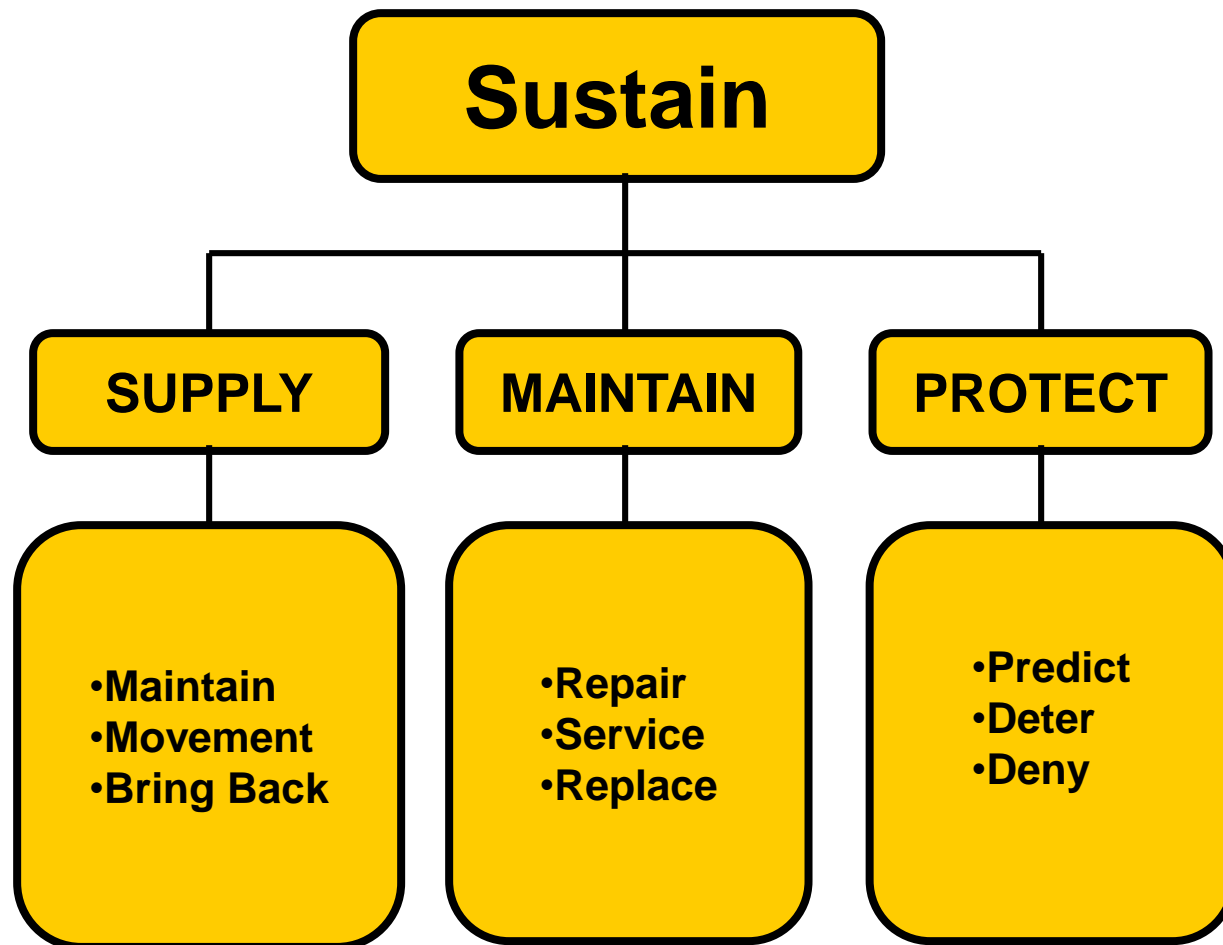 Sustain
SUPPLY
MAINTAIN
PROTECT
•Maintain
•Movement
•Bring Back
•Repair
•Service
•Replace
•Predict
•Deter
•Deny